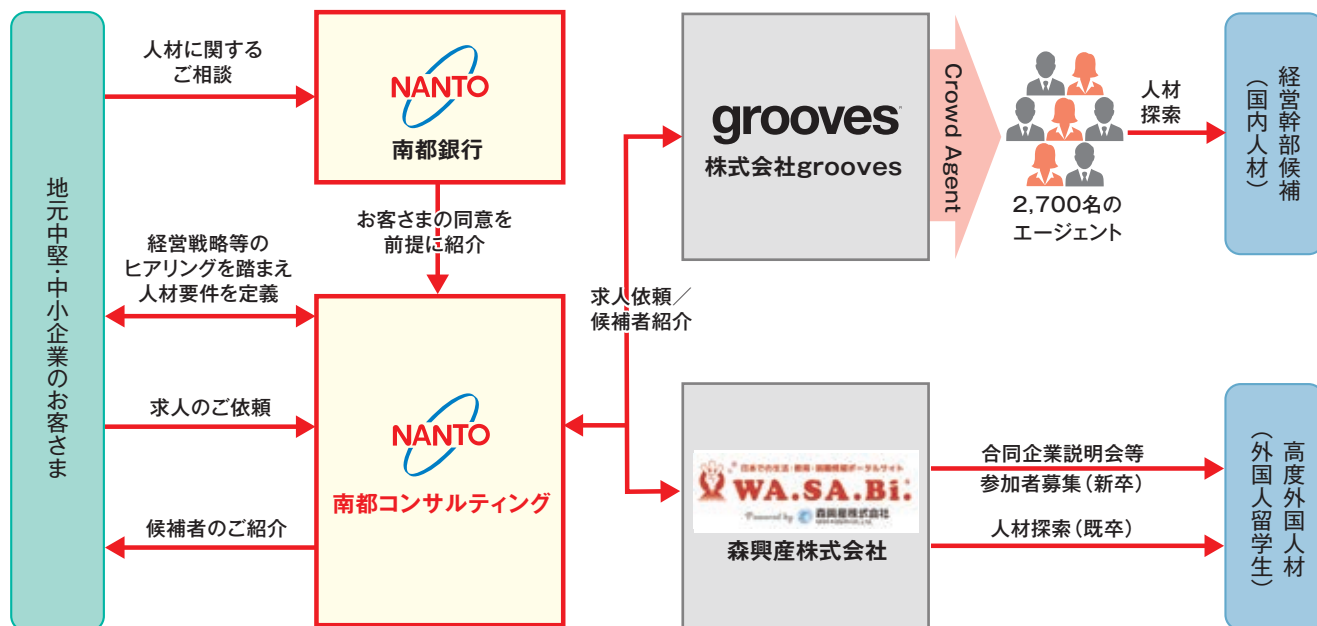 地元中堅・中小企業のお客さま
人材に関する
ご相談
NANTO
南都銀行
お客さまの同意を
前提に紹介
経営戦略等の
ヒアリングを踏まえ
人材要件を定義
求人のご依頼
候補者のご紹介
NANTO
南都コンサルティング
求人依頼／
候補者紹介
grooves
株式会社grooves
Crowd Agent
2,700名の
エージェント
人材
探索
経営幹部候補
（国内人材）
WA.SA.Bi.
Powered by 森興産株式会社
森興産株式会社
合同企業説明会等
参加者募集（新卒）
人材探索（既卒）
高度外国人材
（外国人留学生）